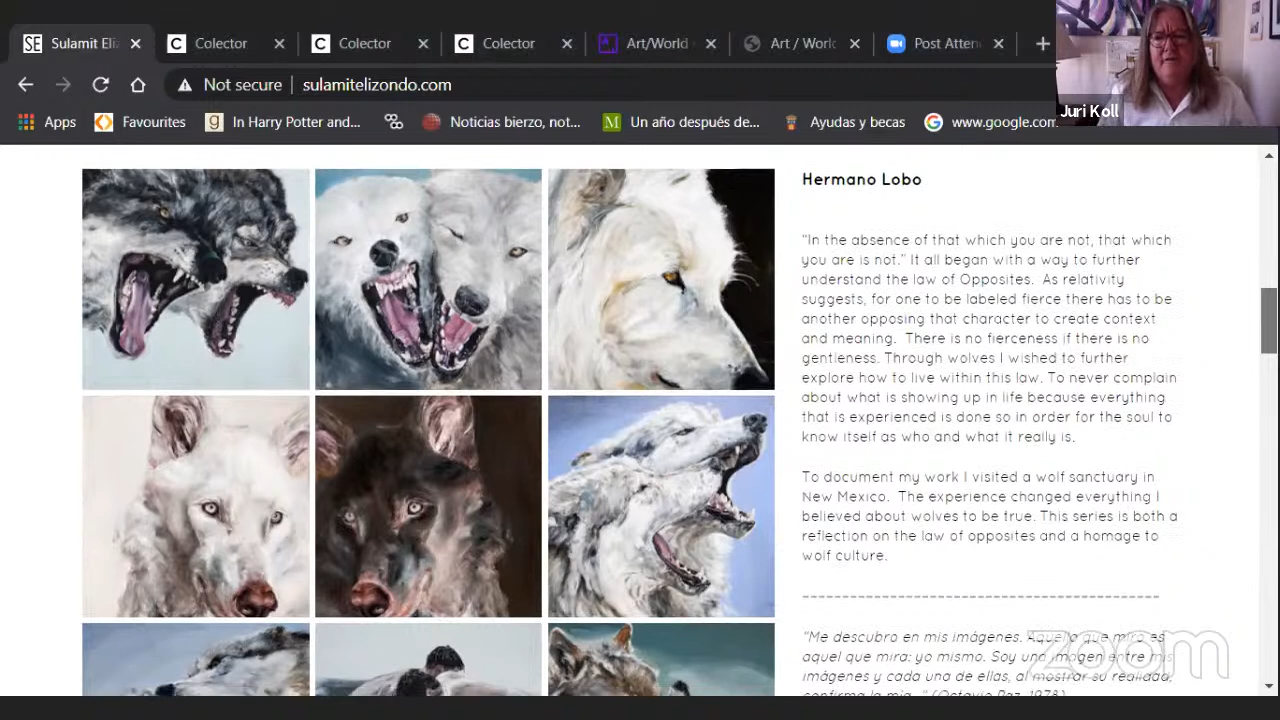 SE Sulamit Eli
C Colector
C Colector
C Colector
Art/World
Art / World
Post Atten
Not secure
sulamitelizondo.com
Juri Koll
Apps
Favourites
g In Harry Potter and...
Noticias bierzo, not...
M Un año después de...
Ayudas y becas
G www.google.com
Hermano Lobo
"In the absence of that which you are not, that which
you are is not." It all began with a way to further
understand the law of Opposites. As relativity
suggests, for one to be labeled fierce there has to be
another opposing that character to create context
and meaning. There is no fierceness if there is no
gentleness. Through wolves I wished to further
explore how to live within this law. To never complain
about what is showing up in life because everything
that is experienced is done so in order for the soul to
know itself as who and what it really is.
To document my work I visited a wolf sanctuary in
New Mexico. The experience changed everything I
believed about wolves to be true. This series is both a
reflection on the law of opposites and a homage to
wolf culture.
"Me descubro en mis imágenes. Aquello que miro es
aquel que mira: yo mismo. Soy una imagen entre mis
imágenes y cada una de ellas, al mostrar su realidad,
confirma la mía..." (Octavio Paz, 1978)
zoom